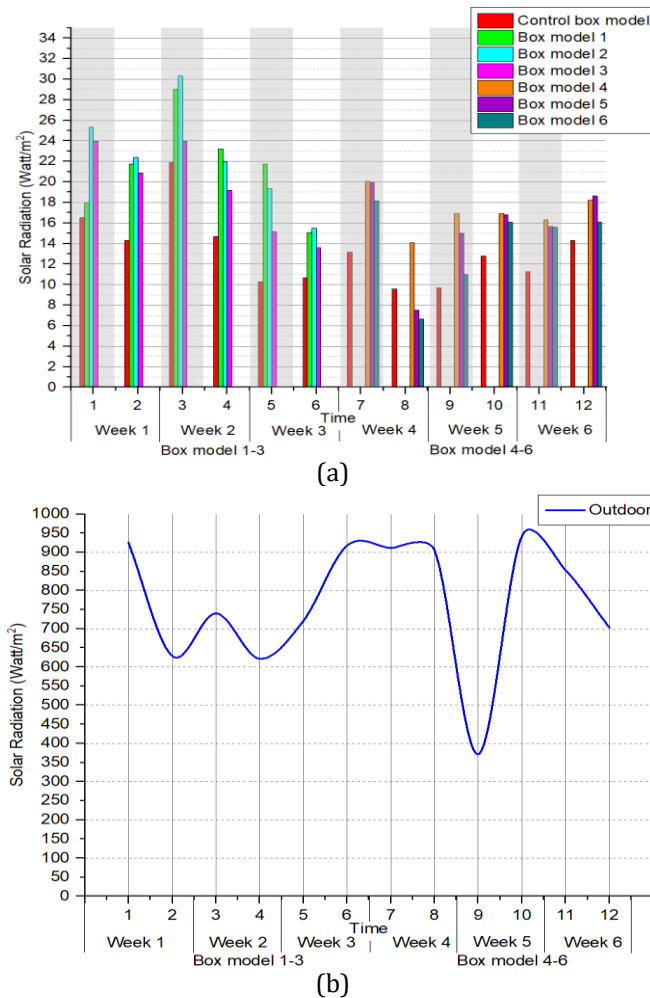 Control box model
Box model 1
Box model 2
Box model 3
Box model 4
Box model 5
Box model 6
Solar Radiation (Watt/m²)
34
32
30
28
26
24
22
20
18
16
14
12
10
8
6
4
2
0
1 2 3 4 5 6 7 8 9 10 11 12
Time
Week 1 Week 2 Week 3 Week 4 Week 5 Week 6
Box model 1-3 Box model 4-6
(a)
Outdoor
Solar Radiation (Watt/m²)
1000
950
900
850
800
750
700
650
600
550
500
450
400
350
300
250
200
150
100
50
0
1 2 3 4 5 6 7 8 9 10 11 12
Time
Week 1 Week 2 Week 3 Week 4 Week 5 Week 6
Box model 1-3 Box model 4-6
(b)